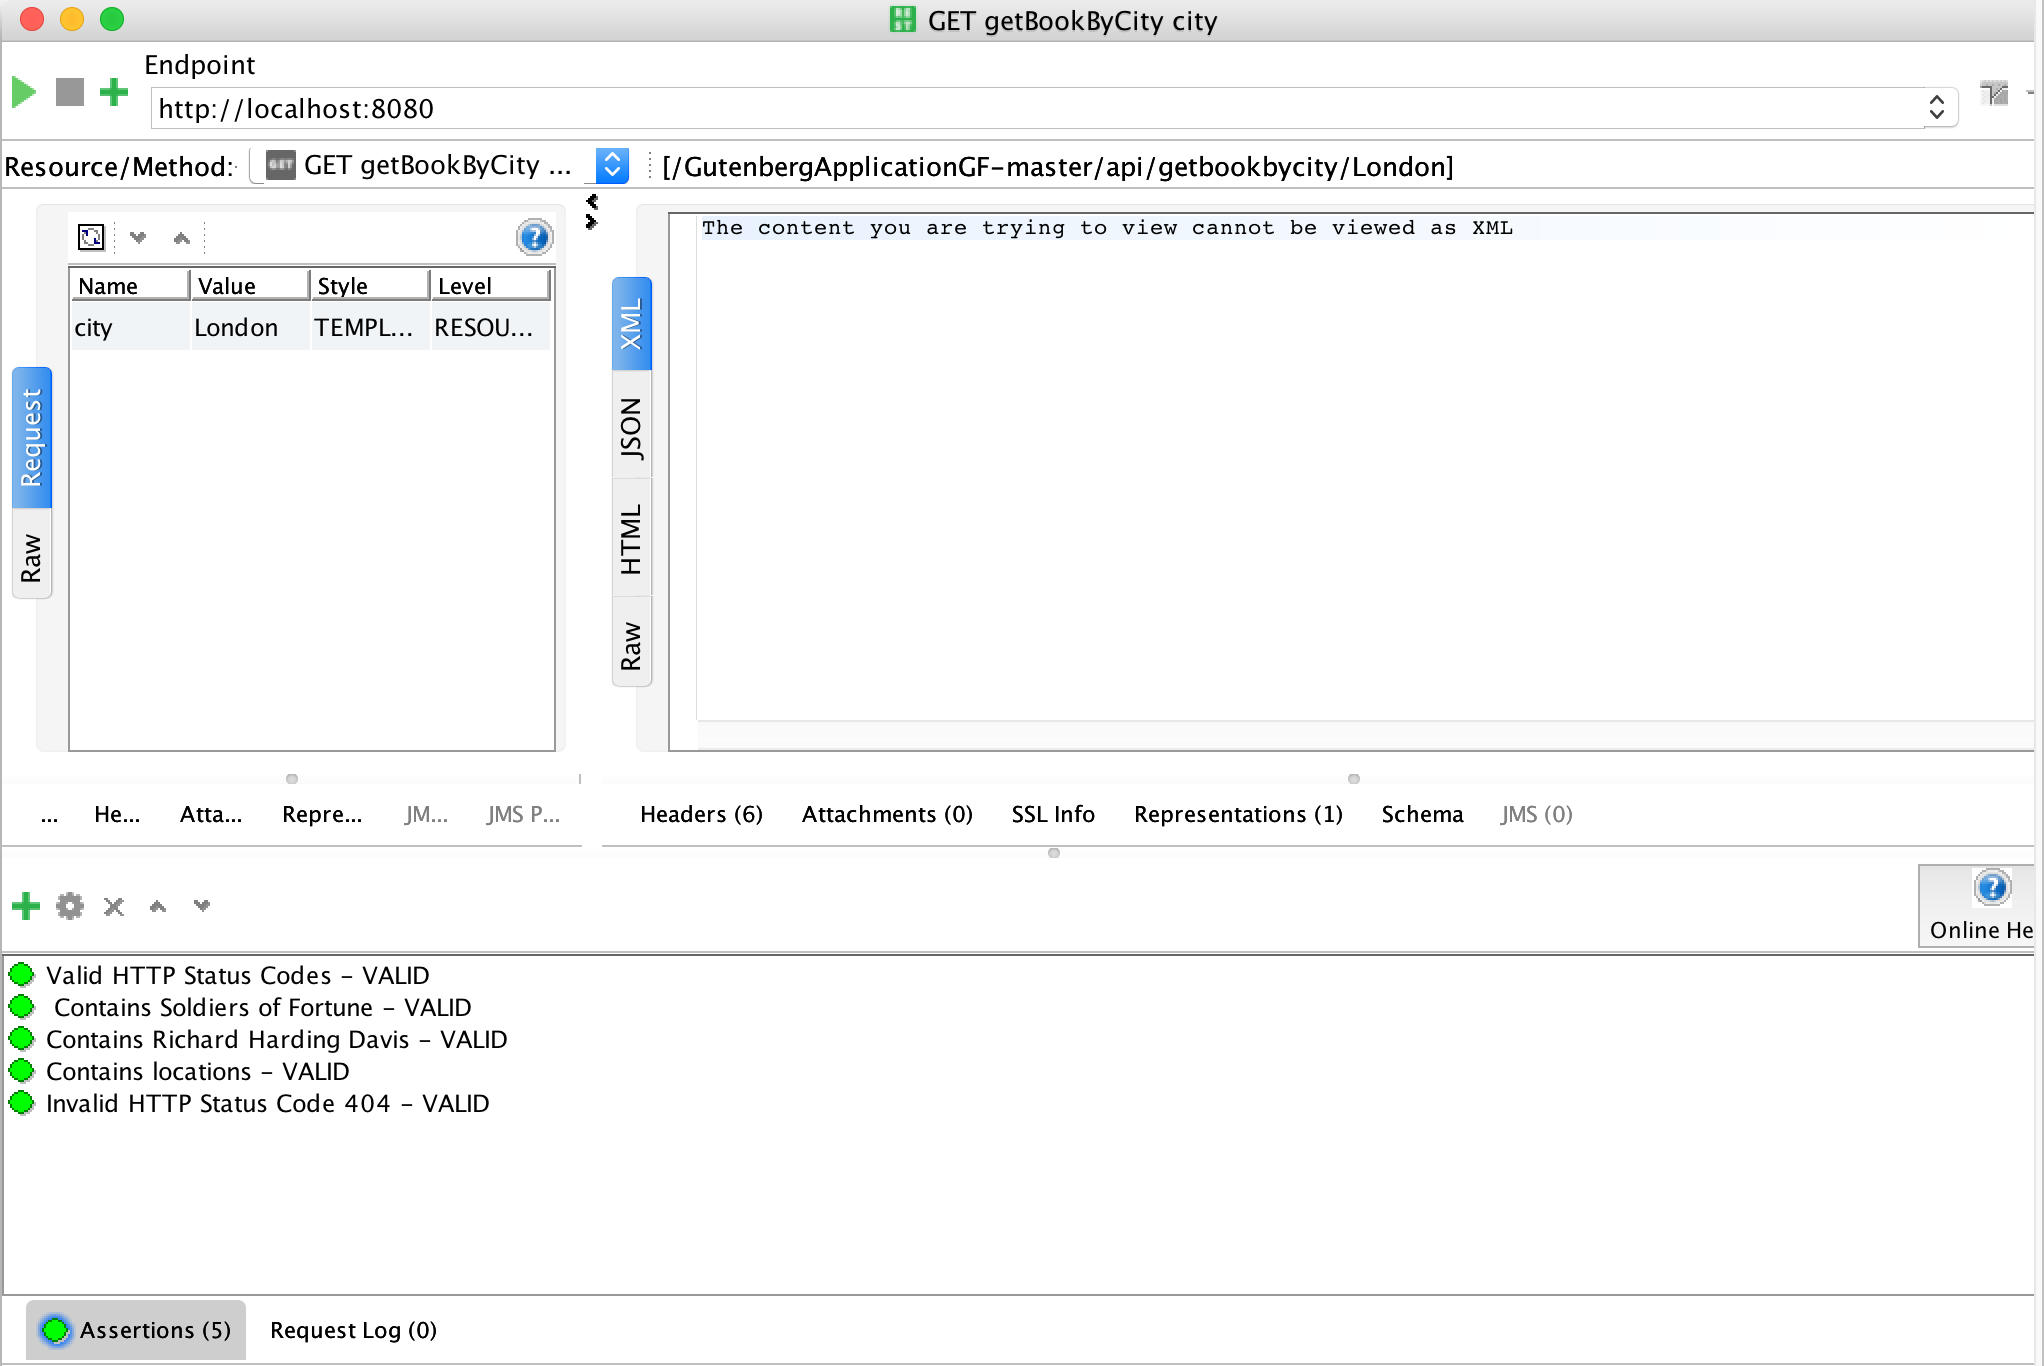 GET getBookByCity city
Endpoint
http://localhost:8080
Resource/Method:
GET getBookByCity ...
[/GutenbergApplicationGF-master/api/getbookbycity/London]
Name Value Style Level
city London TEMPL... RESOU...
Request
Raw
The content you are trying to view cannot be viewed as XML
XML
JSON
HTML
Raw
... He... Atta... Repre... JM... JMS P...
Headers (6) Attachments (0) SSL Info Representations (1) Schema JMS (0)
Online He
Valid HTTP Status Codes - VALID
Contains Soldiers of Fortune - VALID
Contains Richard Harding Davis - VALID
Contains locations - VALID
Invalid HTTP Status Code 404 - VALID
Assertions (5) Request Log (0)